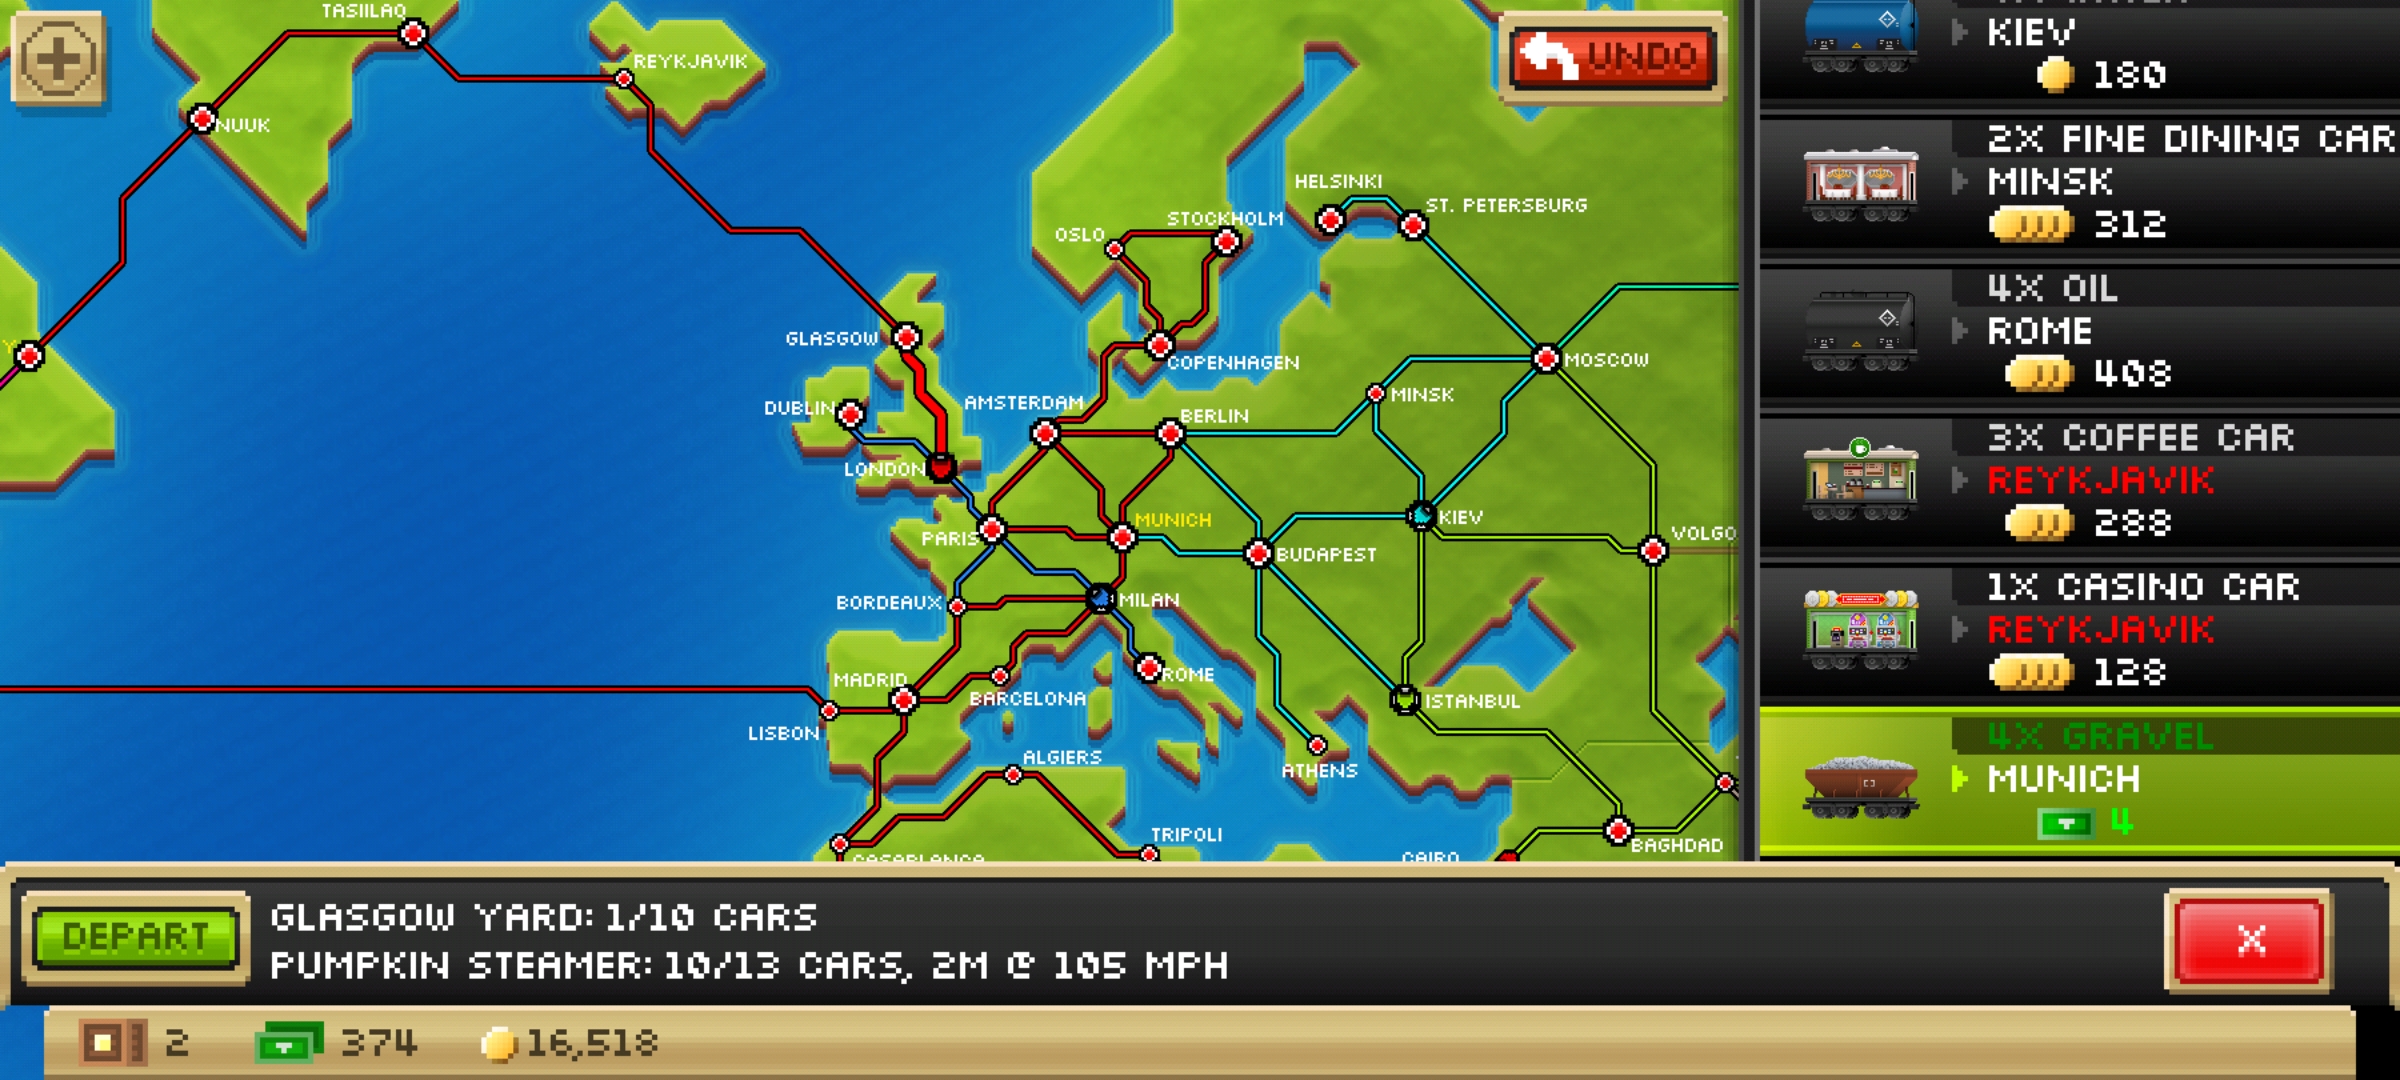 TASIILAQ
REYKJAVIK
NUUK
UNDO
KIEV
180
2X FINE DINING CAR
MINSK
312
4X OIL
ROME
408
3X COFFEE CAR
REYKJAVIK
288
1X CASINO CAR
REYKJAVIK
128
4X GRAVEL
MUNICH
4
HELSINKI
ST. PETERSBURG
STOCKHOLM
OSLO
GLASGOW
COPENHAGEN
MOSCOW
MINSK
AMSTERDAM
DUBLIN
BERLIN
LONDON
MUNICH
KIEV
PARIS
VOLGO
BUDAPEST
BORDEAUX
MILAN
ROME
MADRID
BARCELONA
ISTANBUL
LISBON
ALGIERS
ATHENS
TRIPOLI
BAGHDAD
CASABLANCA
CAIRO
Y
DEPART
GLASGOW YARD: 1/10 CARS
PUMPKIN STEAMER: 10/13 CARS, 2M @ 105 MPH
X
2
374
16,518